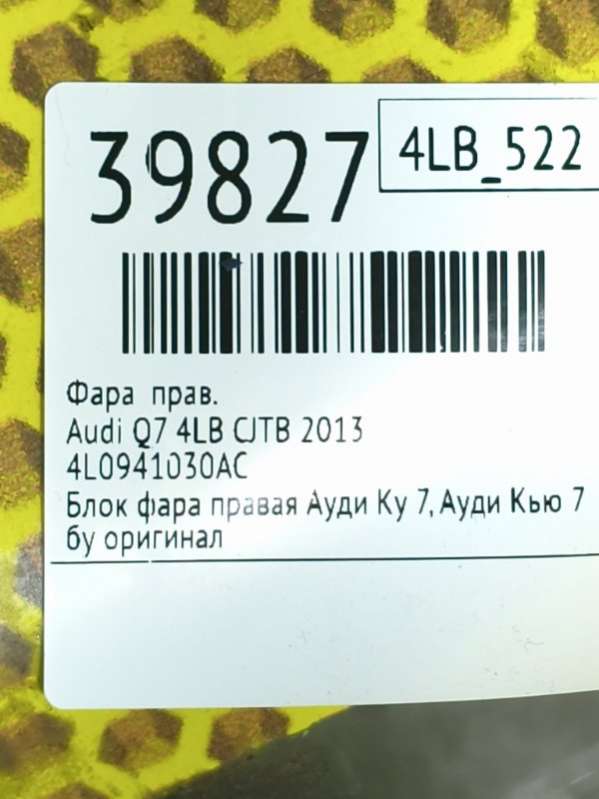 39827
4LB_522
Фара прав.
Audi Q7 4LB CJTB 2013
4L0941030AC
Блок фара правая Ауди Ку 7, Ауди Кью 7
бу оригинал